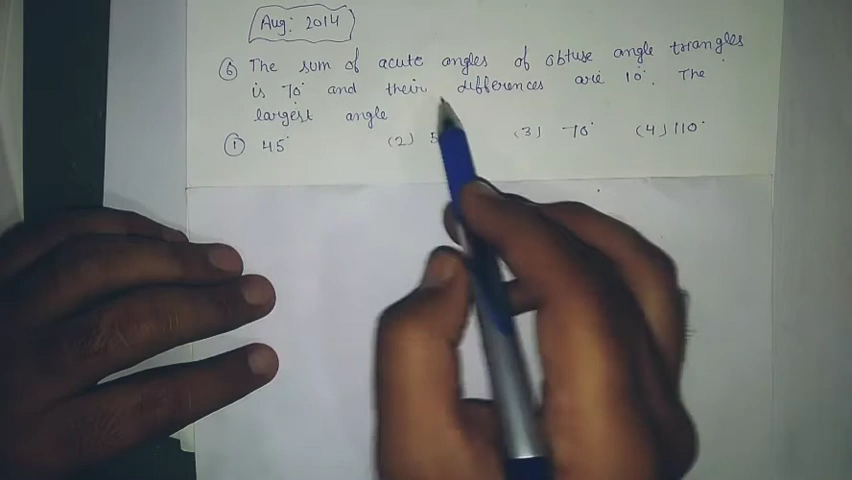 Aug: 2014
⑥ The sum of acute angles of obtuse angle triangles
is 70° and their differences are 10°. The
largest angle
① 45° (2) 5 (3) 70° (4) 110°